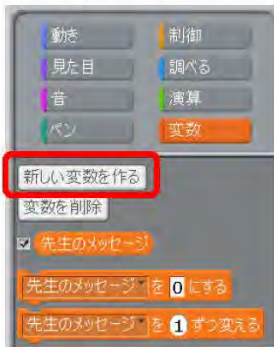 動き 制御
見た目 調べる
音 演算
ペン 変数
新しい変数を作る
変数を削除
先生のメッセージ
先生のメッセージ を 0 にする
先生のメッセージ を 1 ずつ変える